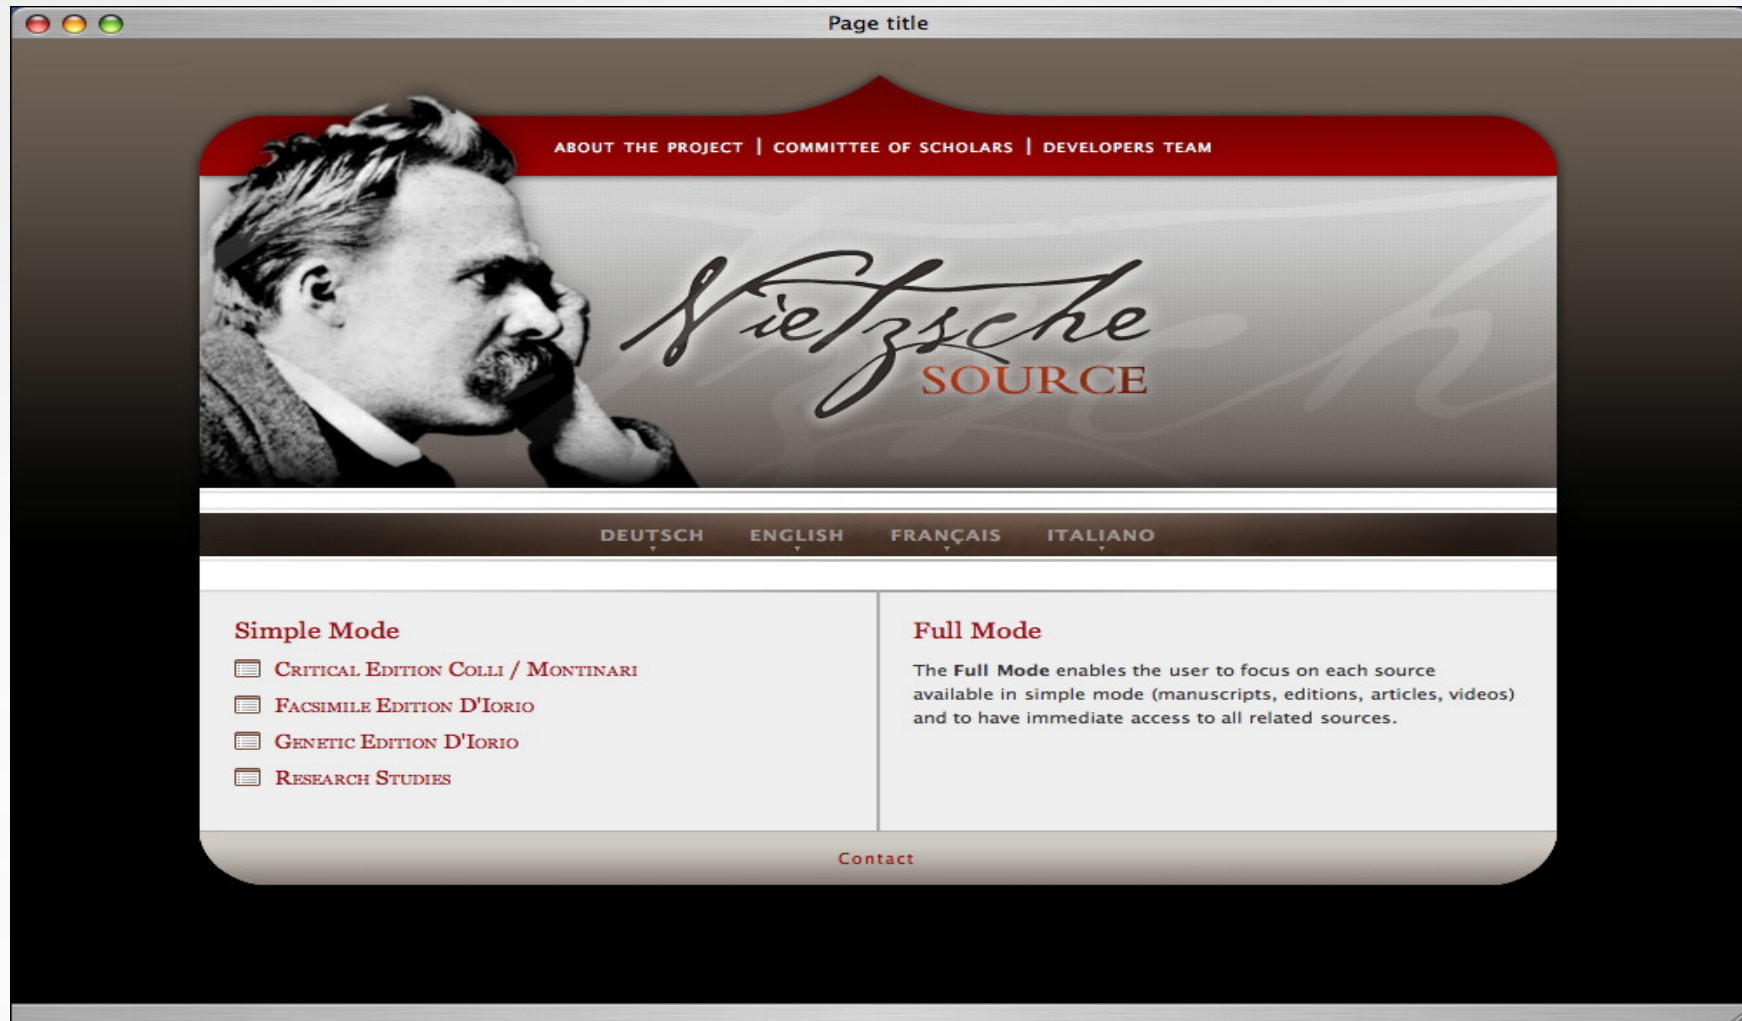 Page title
ABOUT THE PROJECT | COMMITTEE OF SCHOLARS | DEVELOPERS TEAM
Nietzsche
SOURCE
DEUTSCH ENGLISH FRANÇAIS ITALIANO
Simple Mode
CRITICAL EDITION COLLI / MONTINARI
FACSIMILE EDITION D'IORIO
GENETIC EDITION D'IORIO
RESEARCH STUDIES
Full Mode
The Full Mode enables the user to focus on each source
available in simple mode (manuscripts, editions, articles, videos)
and to have immediate access to all related sources.
Contact